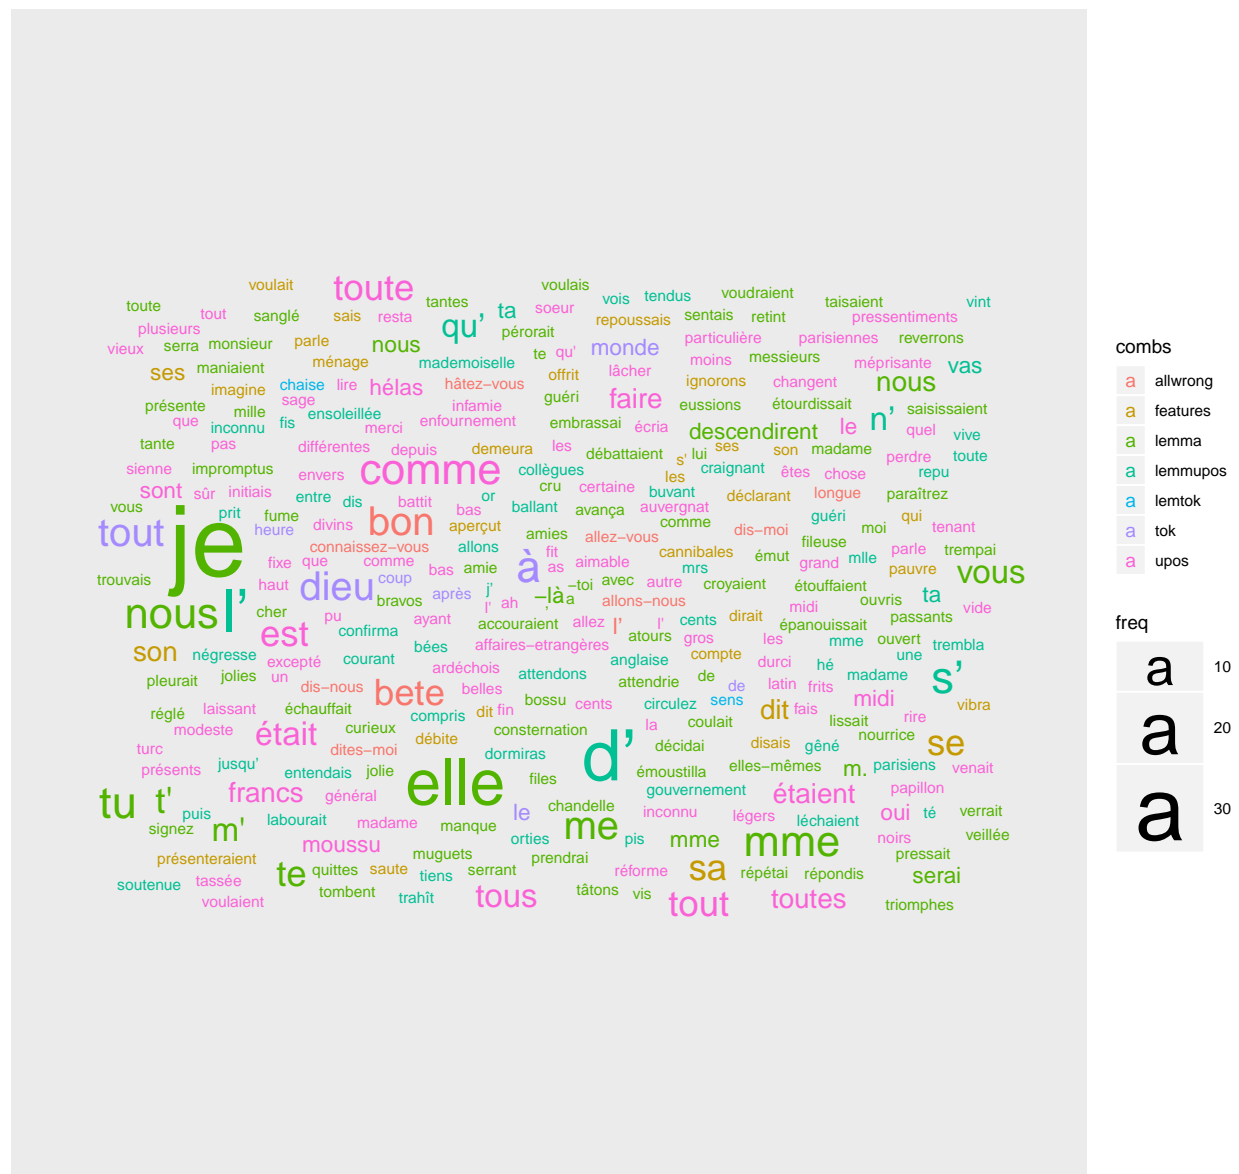 voulait toute voulais
toute tout sanglé sais resta tantes qu’ ta soeur vois tendus voudraient taisaient vint
plusieurs parle nous pérorait repoussais sentais retint pressentiments
vieux serra monsieur ménage mademoiselle te qu' monde particulière parisiennes reverrons
ses maniaient offrit lâcher moins messieurs méprisante vas
imagine chaise lire hélas hâtez−vous guéri faire ignorons changent nous
présente mille sage ensoleillée infamie eussions étourdissait n’ saisissaient
que inconnu fis merci enfournement embrassai écria descendirent le quel vive
tante pas différentes depuis demeura les débattaient s' lui ses son madame perdre toute
sienne impromptus envers comme collègues les craignant êtes chose repu
sont sûr initiais entre dis battit or cru certaine buvant déclarant longue paraîtrez
vous prit fume bas ballant avança auvergnat guéri qui
tout je heure divins bon aperçut amies allez−vous comme dis−moi moi tenant
connaissez−vous allons fit cannibales ému fileuse parle trempai
trouvais fixe que comme bas amie à as aimable mrs grand mlle pauvre vous
haut dieu coup j' −toi avec autre croyaient étouffaient
nous l’ cher bravos après l' ah −là , a allons−nous midi ouvris ta vide
pu ayant accouraient allez l’ l' cents dirait épanouissait passants
est confirma atours gros les mme ouvert trembla
son négresse bées affaires−etrangères compte hé une
excepté courant ardéchois attendons anglaise durci madame s’
pleurait jolies un dis−nous bete belles attendrie de de latin frits midi
réglé laissant échauffait compris dit fin bossu cents circulez sens dit fais rire vibra
modeste était curieux consternation la coulait lissait nourrice
turc dites−moi débite dormiras d’ décidai disais gêné se
présents jusqu' entendais jolie elle files émoustilla elles−mêmes m. parisiens venait
francs général gouvernement étaient papillon
tu t' puis labourait le chandelle inconnu légers léchaient oui té verrait
signez m' madame manque orties me pis mme mme noirs veillée
présenteraient moussu muguets prendrai pressait
te quittes saute tiens serrant réforme sa répétai répondis serai
soutenue tassée tombent trahît tous tâtons vis tout toutes triomphes
voulaient
combs
a allwrong
a features
a lemma
a lemmupos
a lemtok
a tok
a upos
freq
a 10
a 20
a 30